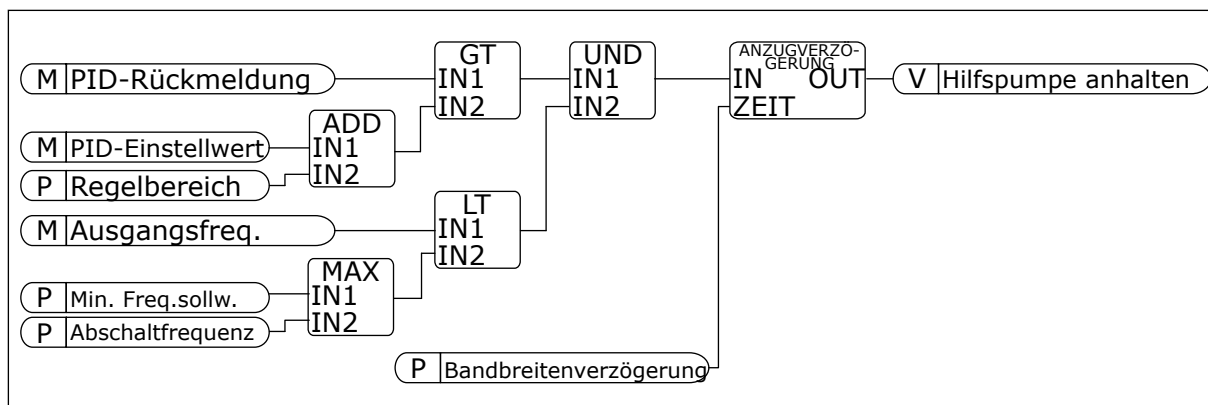 GT
IN1
IN2
UND
IN1
IN2
ANZUGVERZÖ-
GERUNG
IN OUT
ZEIT
V Hilfspumpe anhalten
M PID-Rückmeldung
ADD
IN1
IN2
M PID-Einstellwert
P Regelbereich
LT
IN1
IN2
M Ausgangsfreq.
MAX
IN1
IN2
P Min. Freq.sollw.
P Abschaltfrequenz
P Bandbreitenverzögerung